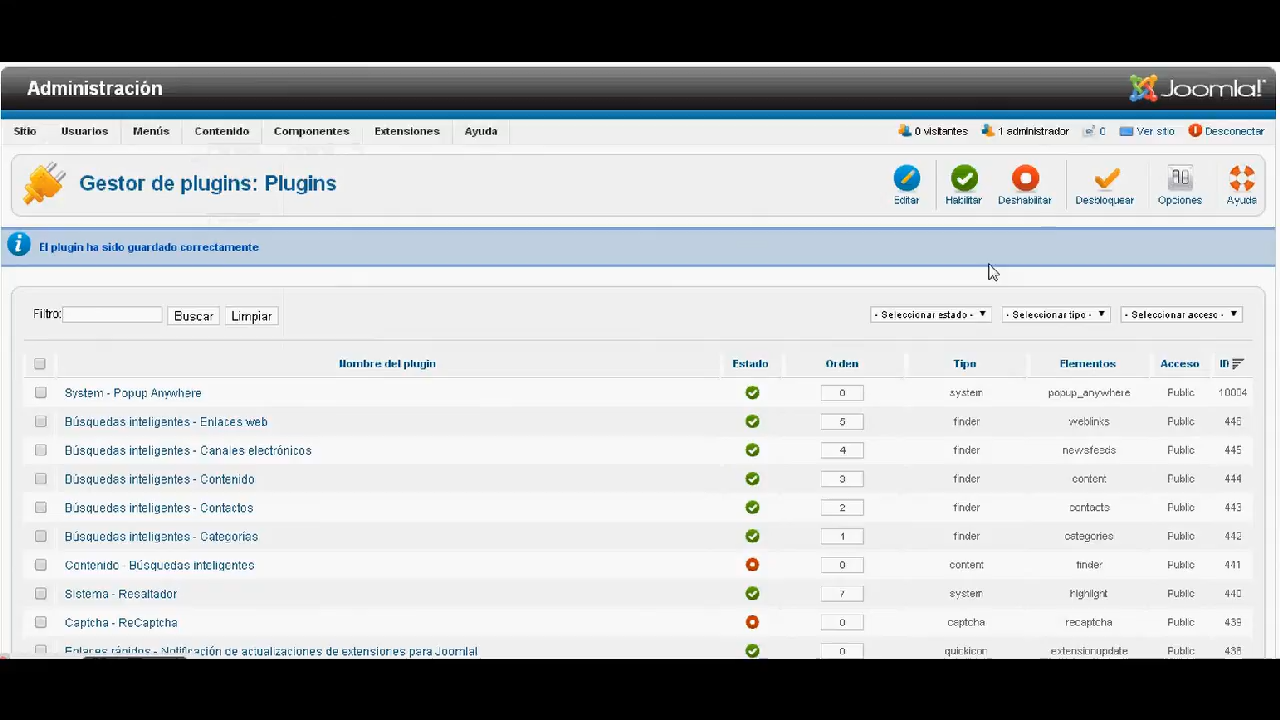 Administración
Joomla!
Sitio Usuarios Menús Contenido Componentes Extensiones Ayuda 0 visitantes 1 administrador 0 Ver sitio Desconectar
Gestor de plugins: Plugins
Editar Habilitar Deshabilitar Desbloquear Opciones Ayuda
El plugin ha sido guardado correctamente
Filtro: Buscar Limpiar - Seleccionar estado - - Seleccionar tipo - - Seleccionar acceso -
Nombre del plugin Estado Orden Tipo Elementos Acceso ID
System - Popup Anywhere 0 system popup_anywhere Public 10004
Búsquedas inteligentes - Enlaces web 5 finder weblinks Public 446
Búsquedas inteligentes - Canales electrónicos 4 finder newsfeeds Public 445
Búsquedas inteligentes - Contenido 3 finder content Public 444
Búsquedas inteligentes - Contactos 2 finder contacts Public 443
Búsquedas inteligentes - Categorías 1 finder categories Public 442
Contenido - Búsquedas inteligentes 0 content finder Public 441
Sistema - Resaltador 7 system highlight Public 440
Captcha - ReCaptcha 0 captcha recaptcha Public 439
Enlaces rápidos - Notificación de actualizaciones de extensiones para Joomla! 0 quickicon extensionupdate Public 438